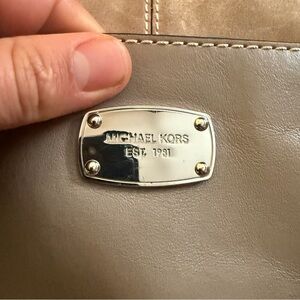 MICHAEL KORS
EST. 1981